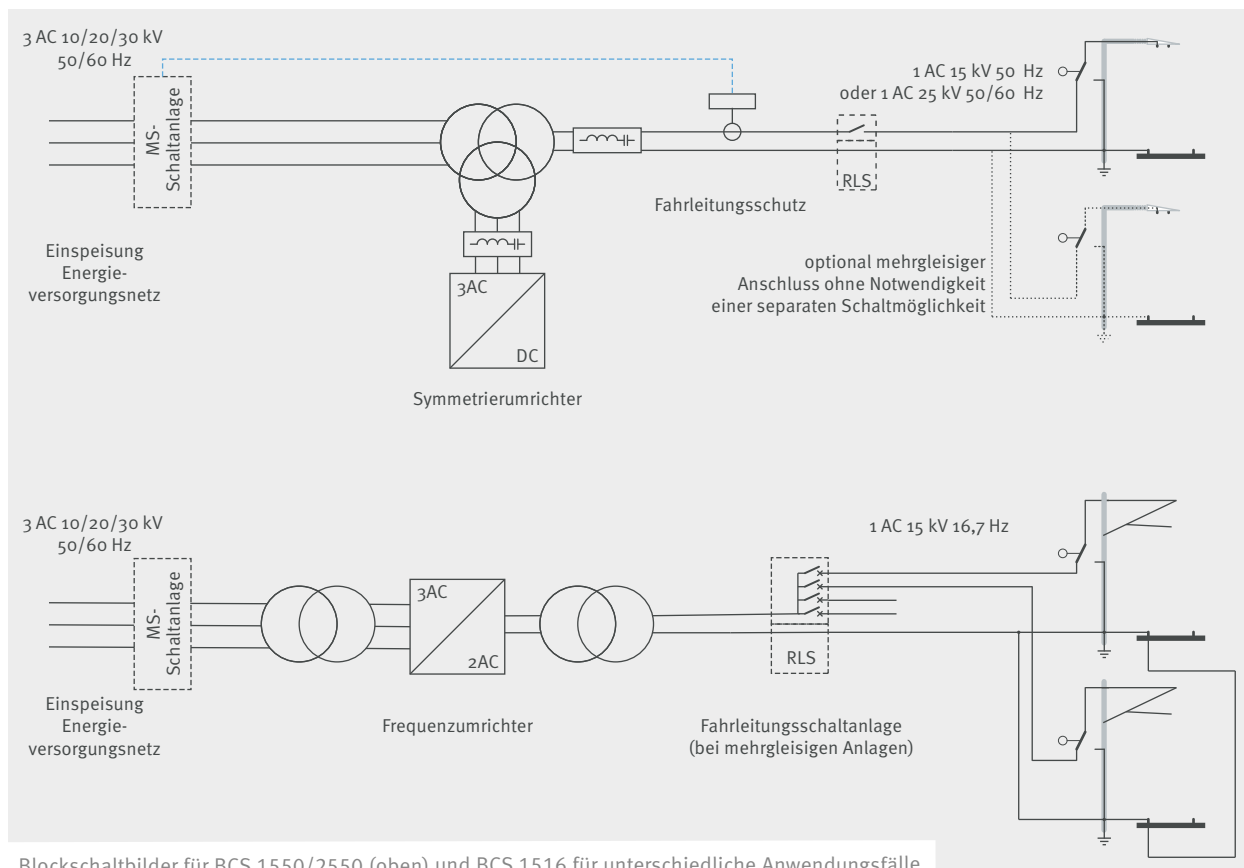 3 AC 10/20/30 kV
50/60 Hz
MS-
Schaltanlage
Einspeisung
Energie-
versorgungsnetz
3AC
DC
Symmetrierumrichter
Fahrleitungsschutz
RLS
1 AC 15 kV 50 Hz
oder 1 AC 25 kV 50/60 Hz
optional mehrgleisiger
Anschluss ohne Notwendigkeit
einer separaten Schaltmöglichkeit
3 AC 10/20/30 kV
50/60 Hz
MS-
Schaltanlage
Einspeisung
Energie-
versorgungsnetz
3AC
2AC
Frequenzumrichter
RLS
Fahrleitungsschaltanlage
(bei mehrgleisigen Anlagen)
1 AC 15 kV 16,7 Hz
Blockschaltbilder für BCS 1550/2550 (oben) und BCS 1516 für unterschiedliche Anwendungsfälle